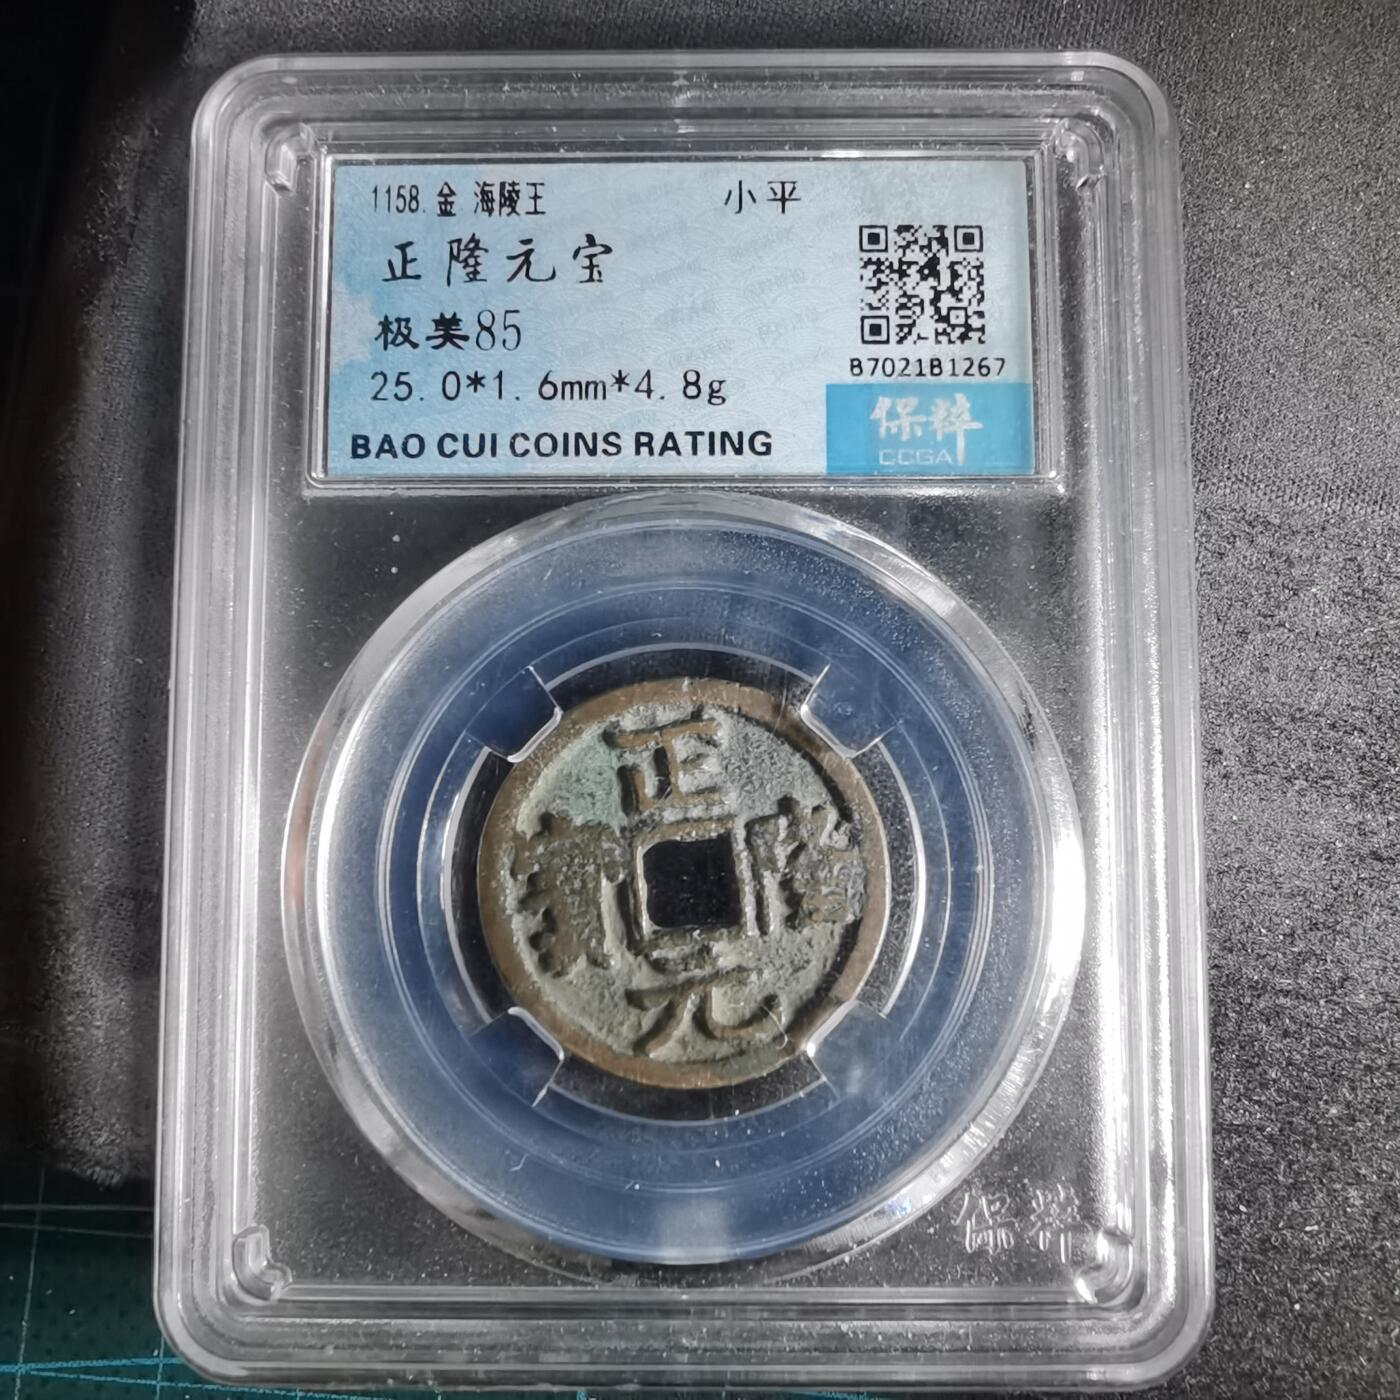 1158. 金 海陵王 小平
正隆元宝
极美85
25.0*1.6mm*4.8g
BAO CUI COINS RATING
B7021B1267
保粹
CCGA
正
隆
元
寳
保粹